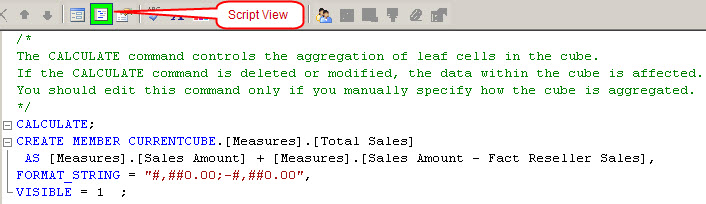 Script View
/*
The CALCULATE command controls the aggregation of leaf cells in the cube.
If the CALCULATE command is deleted or modified, the data within the cube is affected.
You should edit this command only if you manually specify how the cube is aggregated.
*/
CALCULATE;
CREATE MEMBER CURRENTCUBE.[Measures].[Total Sales]
AS [Measures].[Sales Amount] + [Measures].[Sales Amount - Fact Reseller Sales],
FORMAT_STRING = "#,##0.00;-#,##0.00",
VISIBLE = 1 ;